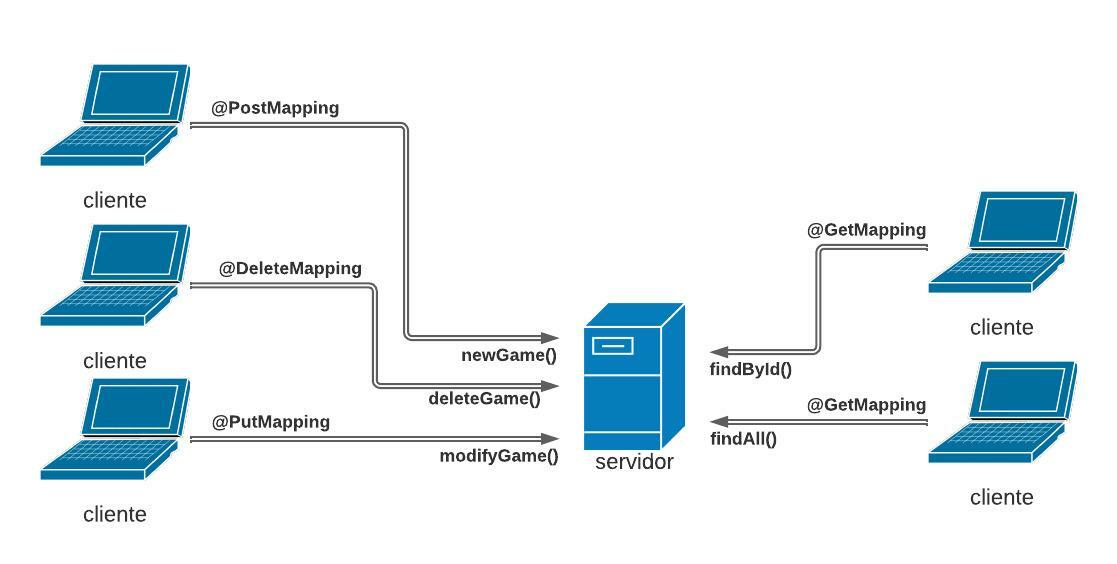 @PostMapping
cliente
@DeleteMapping
cliente
@PutMapping
cliente
newGame()
deleteGame()
modifyGame()
servidor
@GetMapping
cliente
findById()
@GetMapping
findAll()
cliente